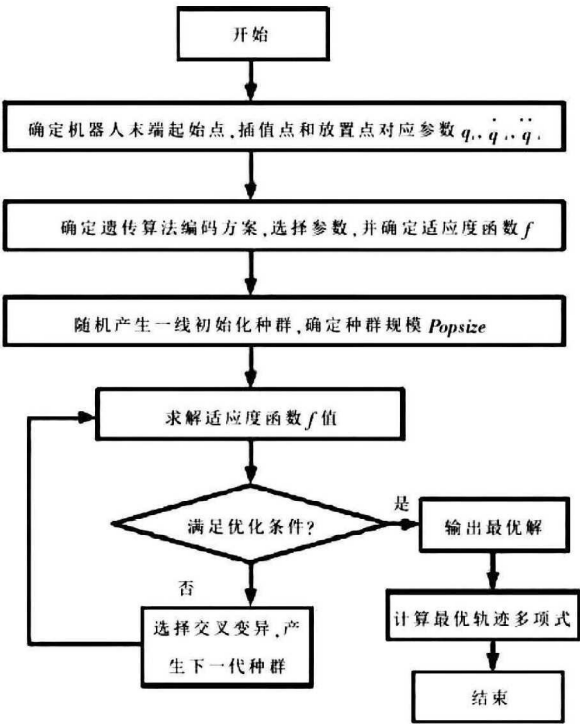 开始
确定机器人末端起始点,插值点和放置点对应参数 q, q̇, q̈,
确定遗传算法编码方案,选择参数,并确定适应度函数 f
随机产生一线初始化种群,确定种群规模 Popsize
求解适应度函数 f 值
满足优化条件?
是
输出最优解
否
选择交叉变异,产
生下一代种群
计算最优轨迹多项式
结束